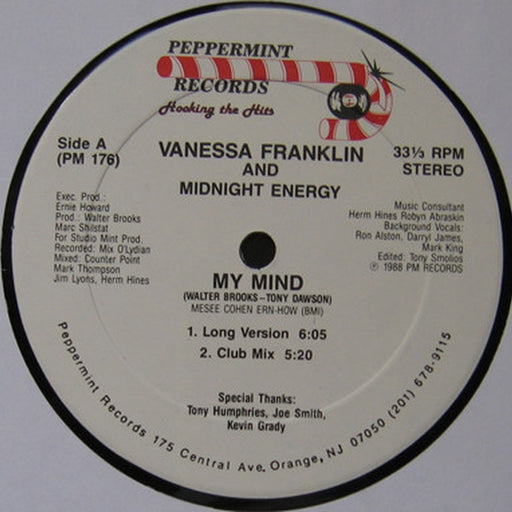 PEPPERMINT
RECORDS
Hooking the Hits
Side A
(PM 176)
VANESSA FRANKLIN
AND
MIDNIGHT ENERGY
33⅓ RPM
STEREO
Exec. Prod.:
Ernie Howard
Prod.: Walter Brooks
Marc Shilstat
For Studio Mint Prod.
Recorded: Mix O'Lydian
Mixed: Counter Point
Mark Thompson
Jim Lyons, Herm Hines
Music Consultant
Herm Hines Robyn Abraskin
Background Vocals:
Ron Alston, Darryl James,
Mark King
Edited: Tony Smolios
℗ 1988 PM RECORDS
MY MIND
(WALTER BROOKS–TONY DAWSON)
MESEE COHEN ERN-HOW (BMI)
1. Long Version 6:05
2. Club Mix 5:20
Special Thanks:
Tony Humphries, Joe Smith,
Kevin Grady
Peppermint Records 175 Central Ave. Orange, NJ 07050 (201) 678-9115